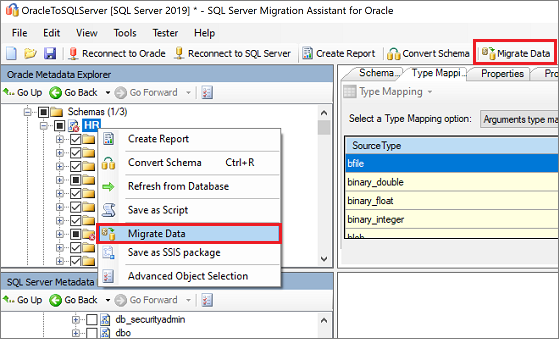 OracleToSQLServer [SQL Server 2019] * - SQL Server Migration Assistant for Oracle
File Edit View Tools Tester Help
Reconnect to Oracle Reconnect to SQL Server Create Report Convert Schema Migrate Data
Oracle Metadata Explorer
Go Up Go Back Go Forward
Schemas (1/3)
HR
Create Report
Convert Schema Ctrl+R
Refresh from Database
Save as Script
Migrate Data
Save as SSIS package
Advanced Object Selection
SQL Server Metadata
Go Up Go Back Go Forward
db_securityadmin
dbo
Schema... Type Mappi... Properties
Type Mapping
Select a Type Mapping option: Arguments type ma
SourceType
bfile
binary_double
binary_float
binary_integer